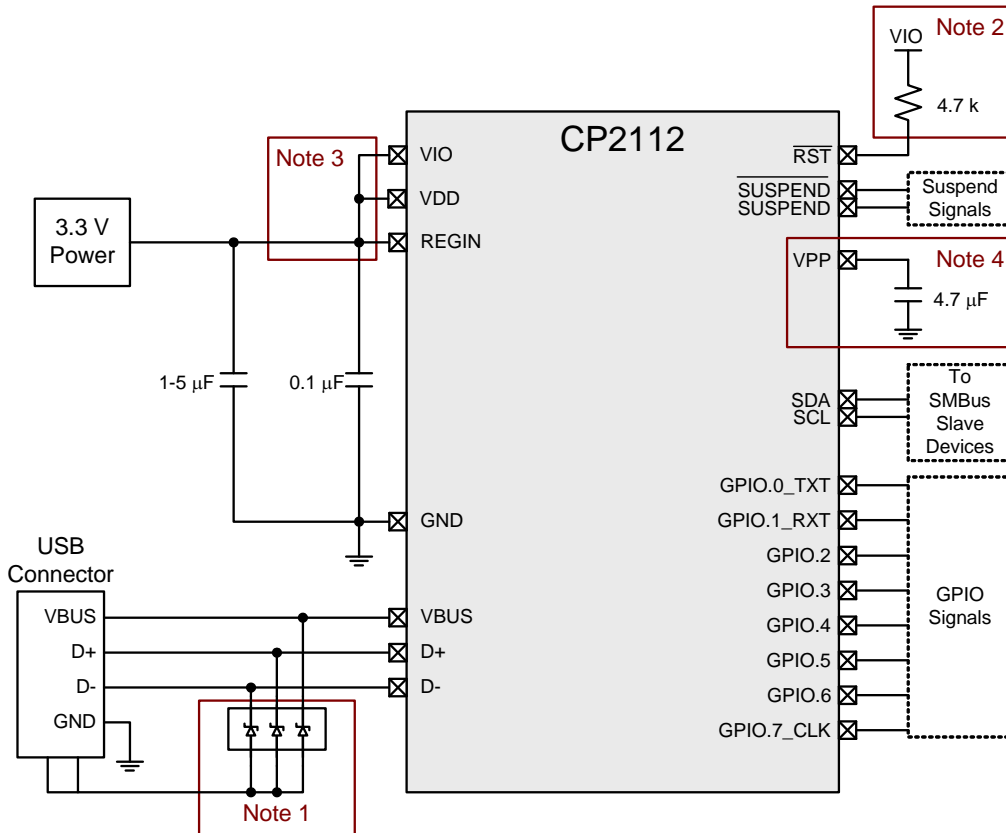 Note 2
VIO
4.7 k
CP2112
Note 3
VIO
VDD
REGIN
3.3 V
Power
RST
SUSPEND
SUSPEND
Suspend
Signals
VPP
Note 4
4.7 μF
1-5 μF
0.1 μF
SDA
SCL
To
SMBus
Slave
Devices
GND
GPIO.0_TXT
GPIO.1_RXT
GPIO.2
GPIO.3
GPIO.4
GPIO.5
GPIO.6
GPIO.7_CLK
GPIO
Signals
USB
Connector
VBUS
D+
D-
GND
VBUS
D+
D-
Note 1